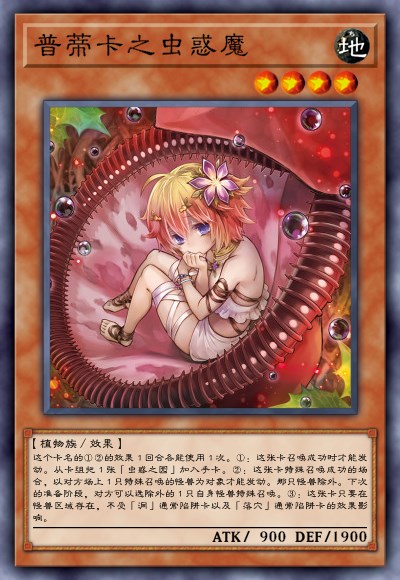 普蒂卡之虫惑魔
地
【植物族／效果】
这个卡名的①②的效果1回合各能使用1次。①：这张卡召唤成功时才能发
动。从卡组把1张「虫惑之园」加入手卡。②：这张卡特殊召唤成功的场
合，以对方场上1只特殊召唤的怪兽为对象才能发动。那只怪兽除外。下次
的准备阶段，对方可以选除外的1只自身怪兽特殊召唤。③：这张卡只要在
怪兽区域存在，不受「洞」通常陷阱卡以及「落穴」通常陷阱卡的效果影
响。
ATK/ 900 DEF/1900